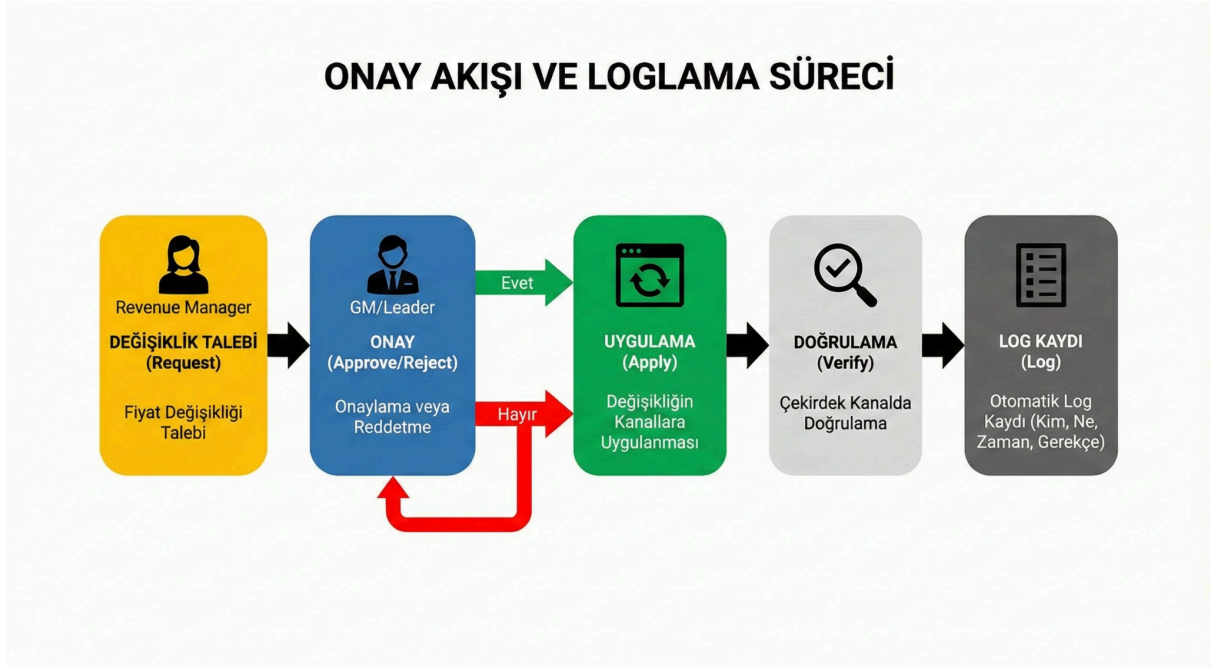 ONAY AKIŞI VE LOGLAMA SÜRECİ
Revenue Manager
DEĞİŞİKLİK TALEBİ
(Request)
Fiyat Değişikliği
Talebi
GM/Leader
ONAY
(Approve/Reject)
Onaylama veya
Reddetme
Evet
Hayır
UYGULAMA
(Apply)
Değişikliğin
Kanallara
Uygulanması
DOĞRULAMA
(Verify)
Çekirdek Kanalda
Doğrulama
LOG KAYDI
(Log)
Otomatik Log
Kaydı (Kim, Ne,
Zaman, Gerekçe)